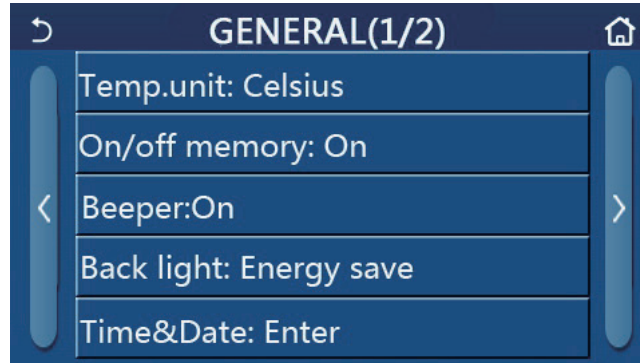 GENERAL(1/2)
Temp.unit: Celsius
On/off memory: On
Beeper:On
Back light: Energy save
Time&Date: Enter